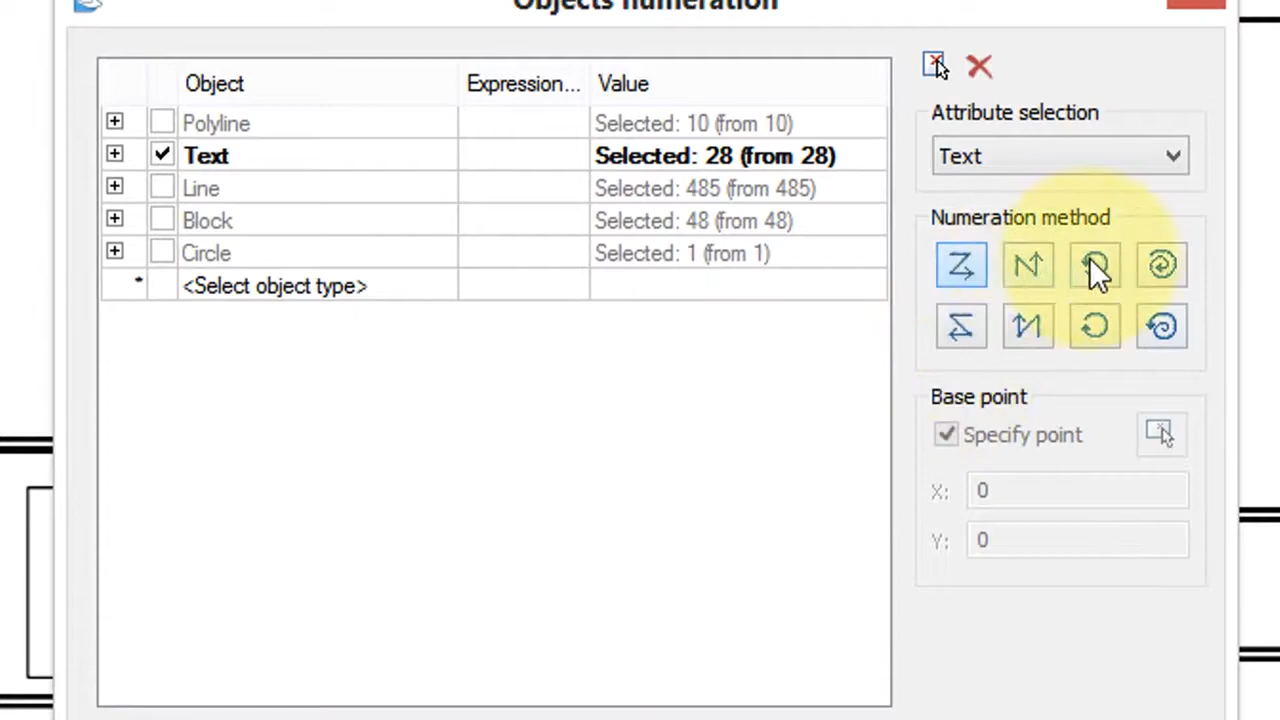 Objects numeration
Object Expression... Value
Polyline Selected: 10 (from 10)
Text Selected: 28 (from 28)
Line Selected: 485 (from 485)
Block Selected: 48 (from 48)
Circle Selected: 1 (from 1)
* <Select object type>
Attribute selection
Text
Numeration method
Base point
Specify point
X: 0
Y: 0